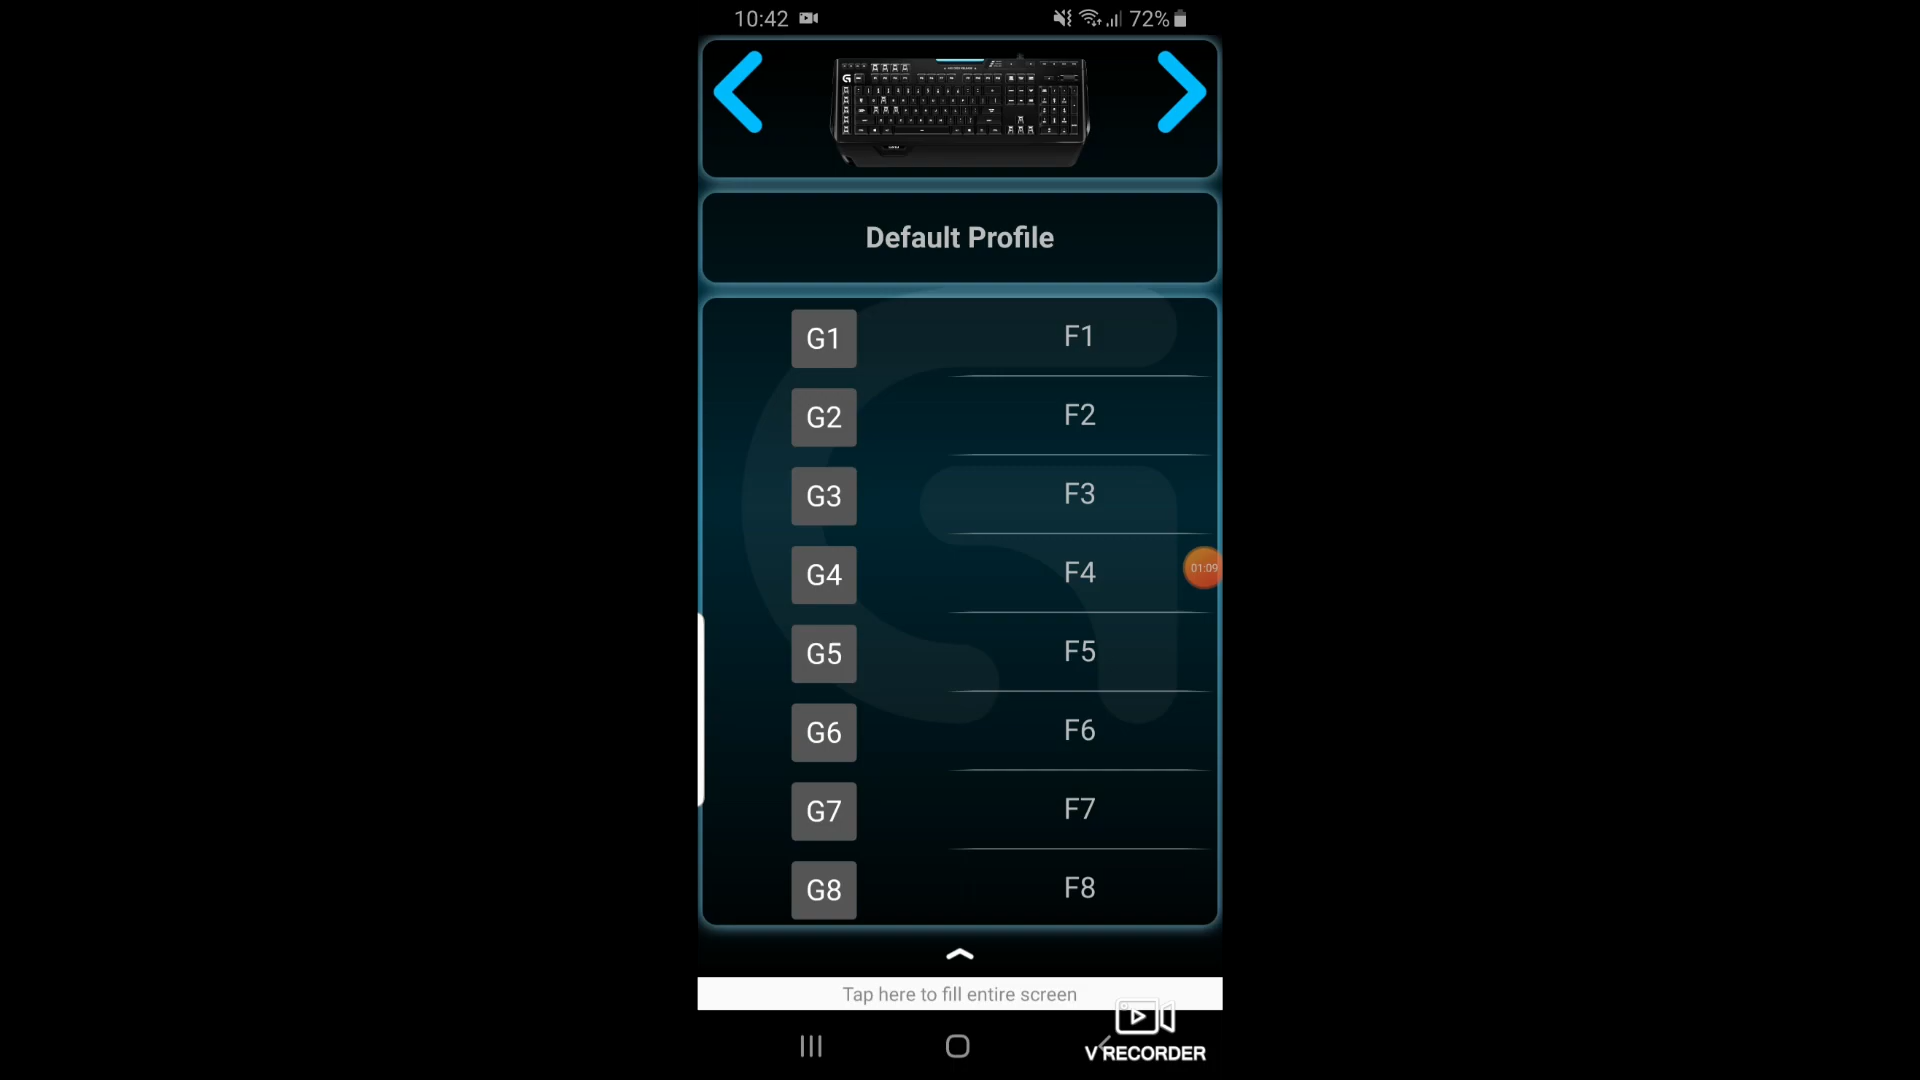 10:42 72%
Default Profile
G1 F1
G2 F2
G3 F3
G4 F4
01:09
G5 F5
G6 F6
G7 F7
G8 F8
Tap here to fill entire screen
V RECORDER